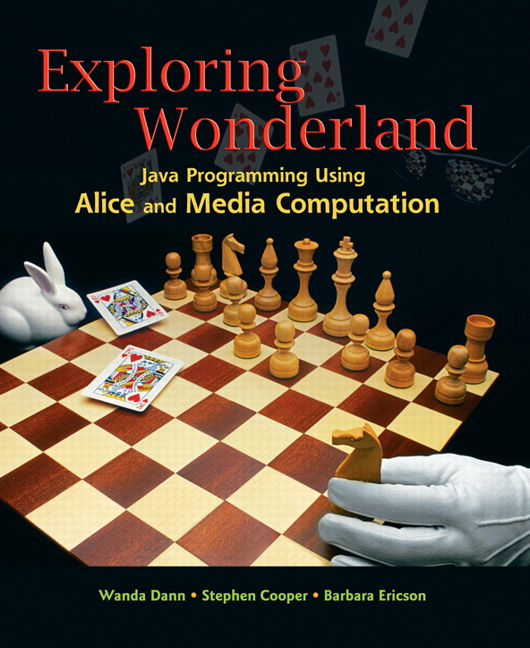 Exploring
Wonderland
Java Programming Using
Alice and Media Computation
Wanda Dann • Stephen Cooper • Barbara Ericson